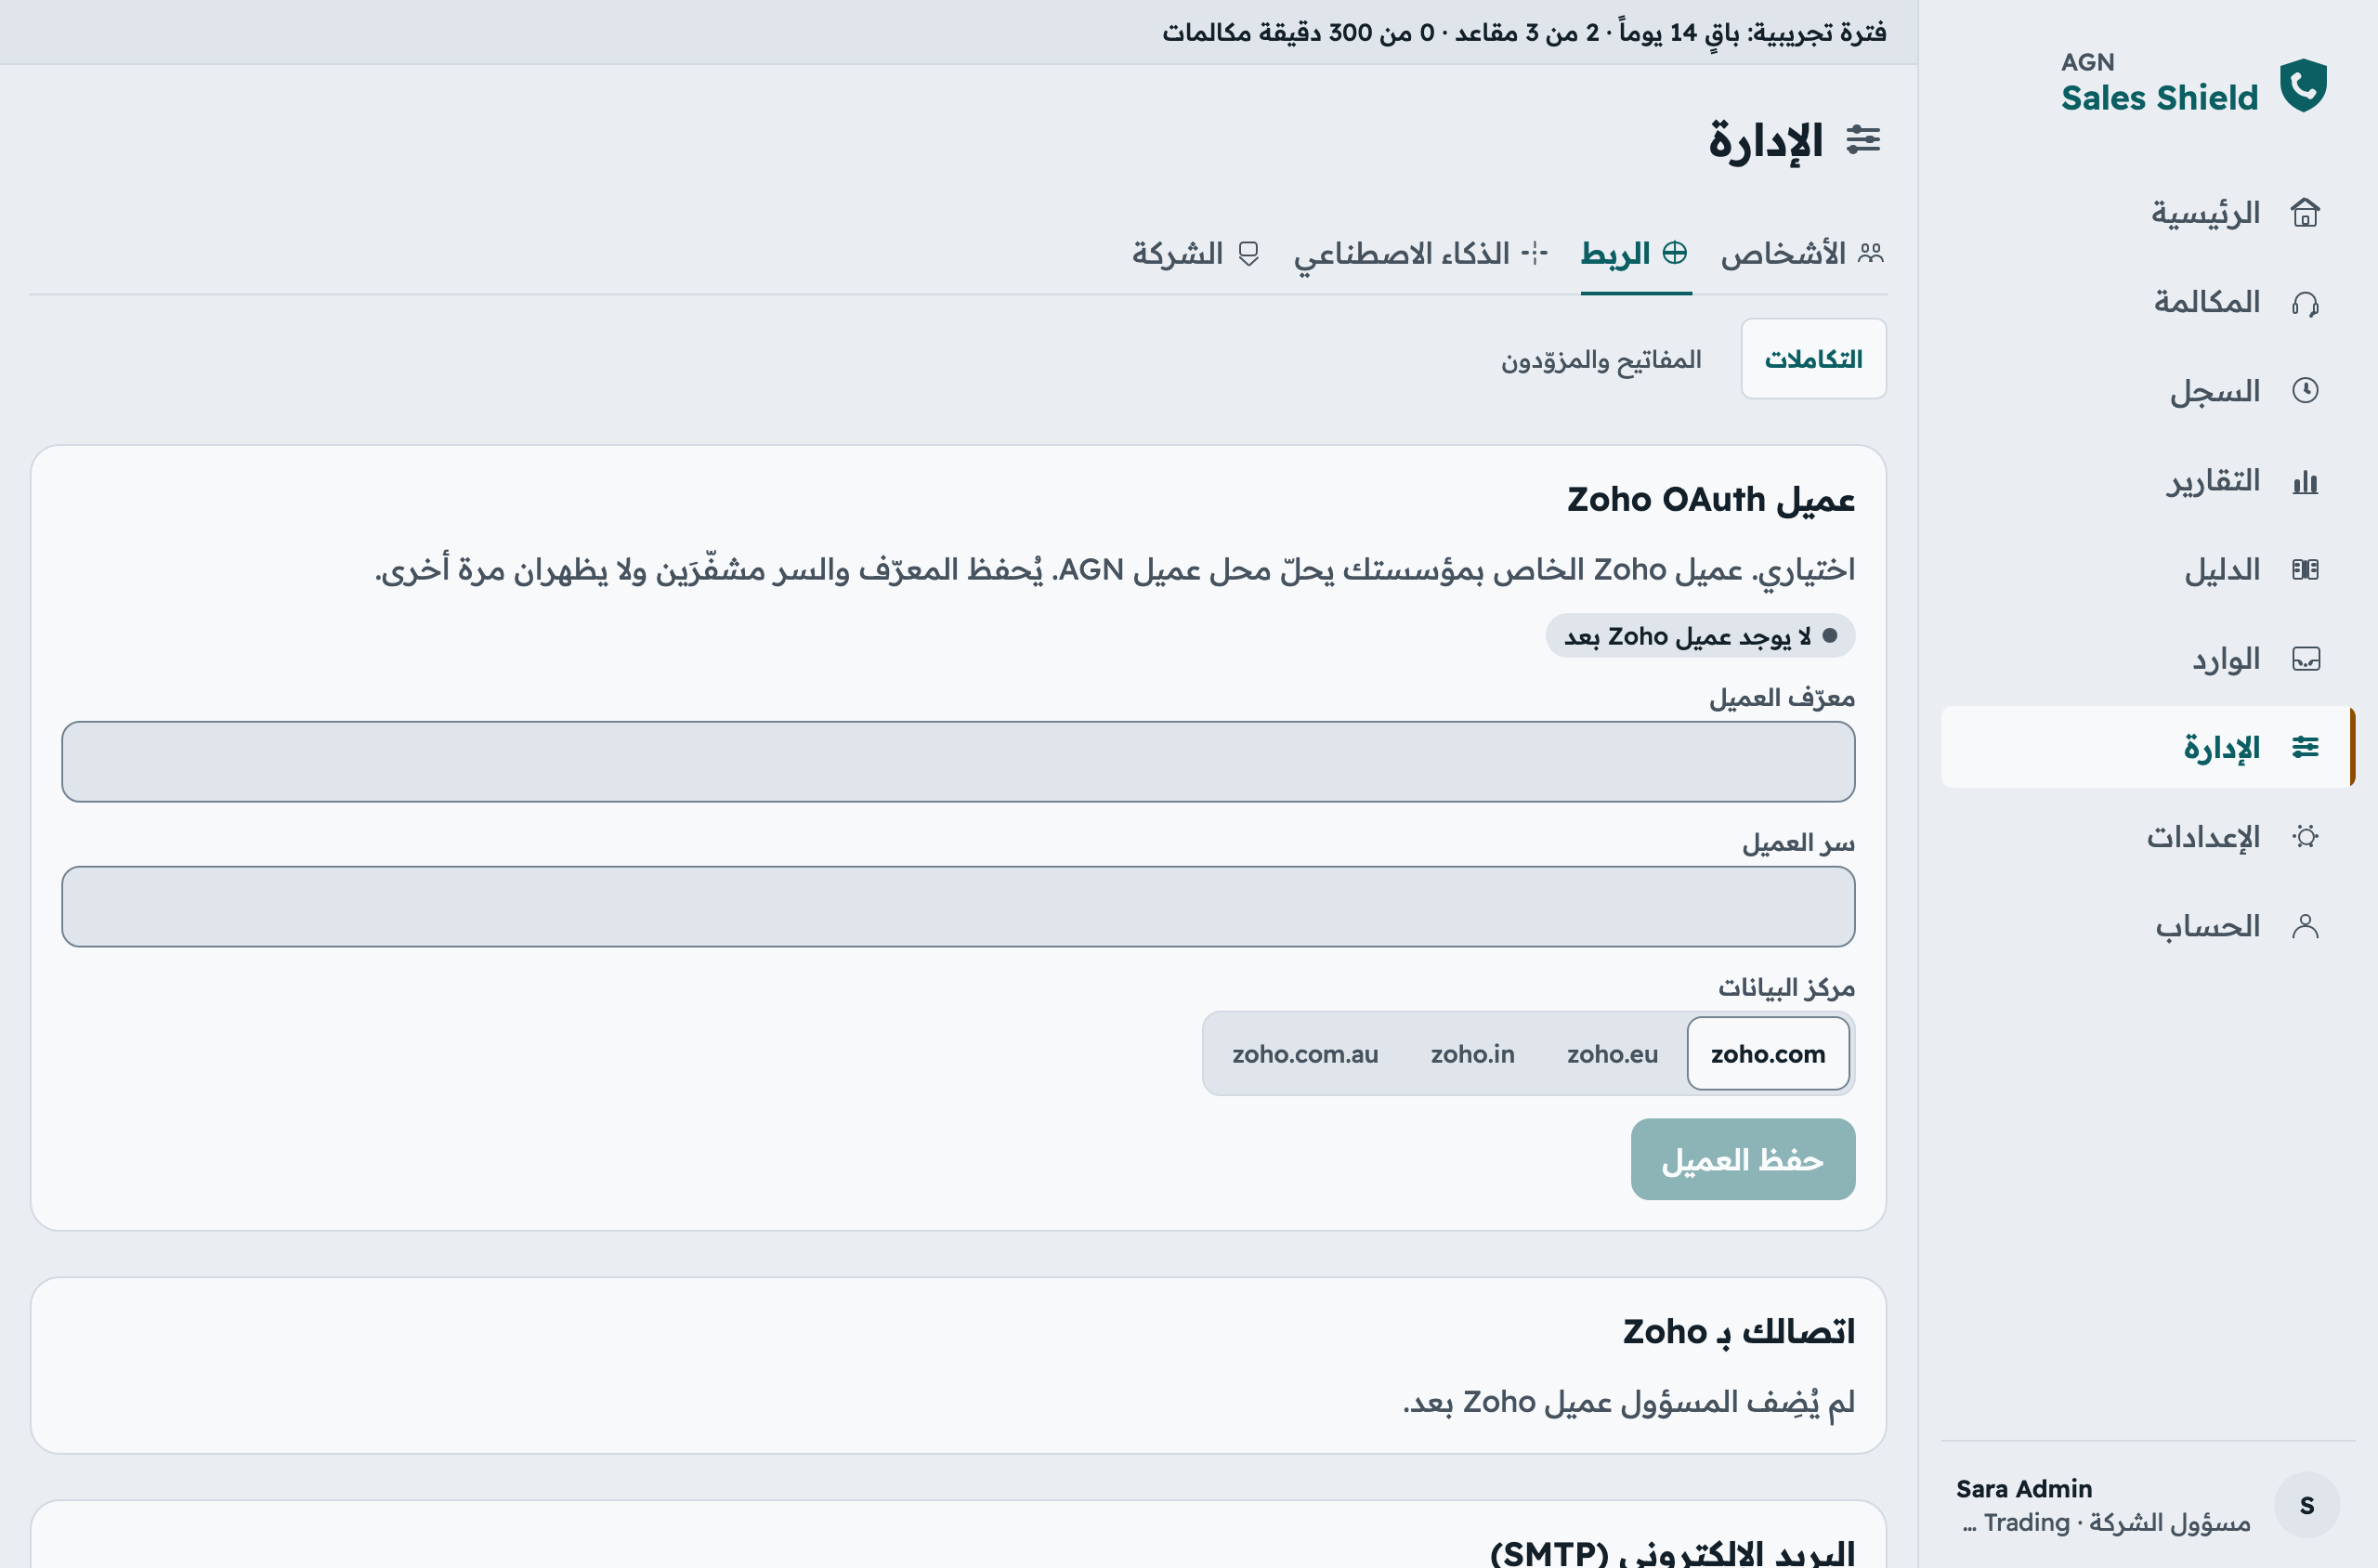 فترة تجريبية: باقٍ 14 يوماً · 2 من 3 مقاعد · 0 من 300 دقيقة مكالمات
AGN
Sales Shield
الرئيسية
المكالمة
السجل
التقارير
الدليل
الوارد
الإدارة
الإعدادات
الحساب
S
Sara Admin
مسؤول الشركة · Trading ...
الإدارة
الأشخاص
الربط
الذكاء الاصطناعي
الشركة
التكاملات
المفاتيح والمزوّدون
عميل Zoho OAuth
اختياري. عميل Zoho الخاص بمؤسستك يحلّ محل عميل AGN. يُحفظ المعرّف والسر مشفّرَين ولا يظهران مرة أخرى.
لا يوجد عميل Zoho بعد
معرّف العميل
سر العميل
مركز البيانات
zoho.com
zoho.eu
zoho.in
zoho.com.au
حفظ العميل
اتصالك بـ Zoho
لم يُضِف المسؤول عميل Zoho بعد.
البريد الإلكتروني (SMTP)